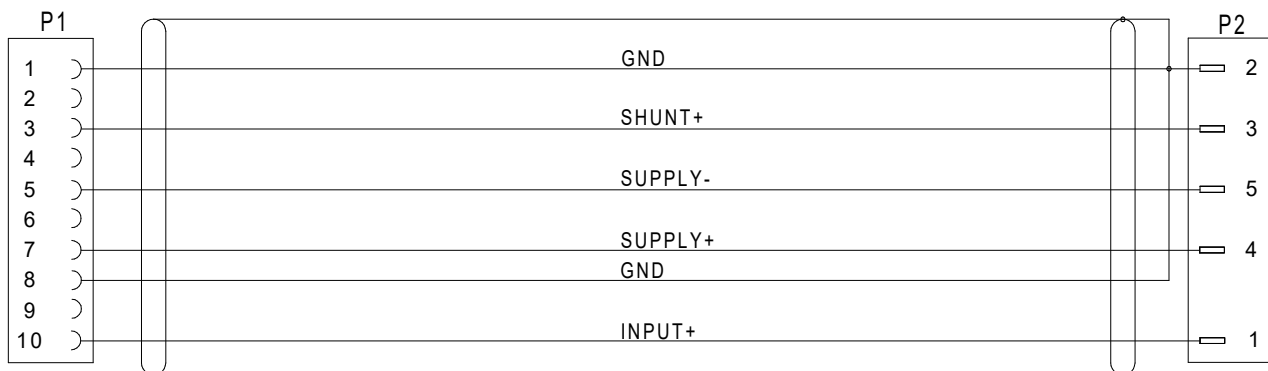 P1 P2
1 GND 2
2
3 SHUNT+ 3
4
5 SUPPLY- 5
6
7 SUPPLY+ 4
8 GND
9
10 INPUT+ 1